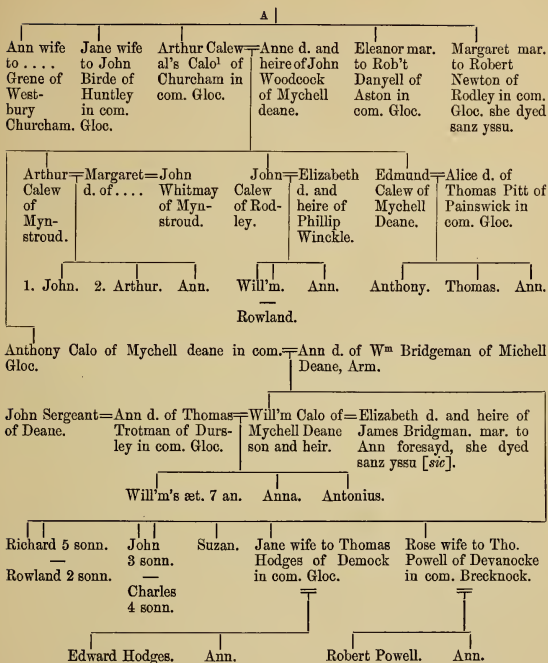 A
Ann wife
to . . . .
Grene of
West-
bury
Churcham.
Jane wife
to John
Birde of
Huntley
in com.
Gloc.
Arthur Calew
al's Calo¹ of
Churcham in
com. Gloc.
Anne d. and
heire of John
Woodcock
of Mychell
deane.
Eleanor mar.
to Rob't
Danyell of
Aston in
com. Gloc.
Margaret mar.
to Robert
Newton of
Rodley in com.
Gloc. she dyed
sanz yssu.
Arthur
Calew
of
Myn-
stroud.
Margaret
d. of . . . .
John
Whitmay
of Myn-
stroud.
John
Calew
of Rod-
ley.
Elizabeth
d. and
heire of
Phillip
Winckle.
Edmund
Calew of
Mychell
Deane.
Alice d. of
Thomas Pitt of
Painswick in
com. Gloc.
1. John. 2. Arthur. Ann.
Will'm. Ann.
Rowland.
Anthony. Thomas. Ann.
Anthony Calo of Mychell deane in com.
Gloc.
Ann d. of Wᵐ Bridgeman of Michell
Deane, Arm.
John Sergeant
of Deane.
Ann d. of Thomas
Trotman of Durs-
ley in com. Gloc.
Will'm Calo of
Mychell Deane
son and heir.
Elizabeth d. and heire of
James Bridgman. mar. to
Ann foresayd, she dyed
sanz yssu [sic].
Will'm's æt. 7 an. Anna. Antonius.
Richard 5 sonn.
Rowland 2 sonn.
John
3 sonn.
Charles
4 sonn.
Suzan.
Jane wife to Thomas
Hodges of Demock
in com. Gloc.
Rose wife to Tho.
Powell of Devanocke
in com. Brecknock.
Edward Hodges. Ann.
Robert Powell. Ann.